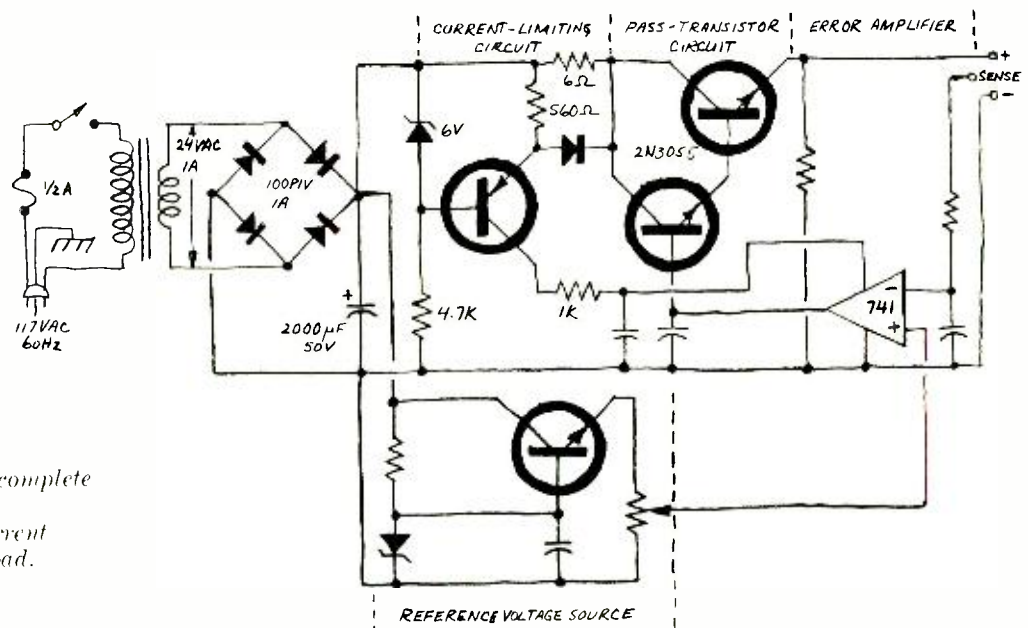 CURRENT-LIMITING
CIRCUIT
PASS-TRANSISTOR
CIRCUIT
ERROR AMPLIFIER
+
SENSE
-
6Ω
560Ω
6V
24VAC
1A
100PIV
1A
2N3055
1/2A
+
2000µF
50V
4.7K
1K
-
741
+
117VAC
60HZ
complete
rrent
ad.
REFERENCE VOLTAGE SOURCE